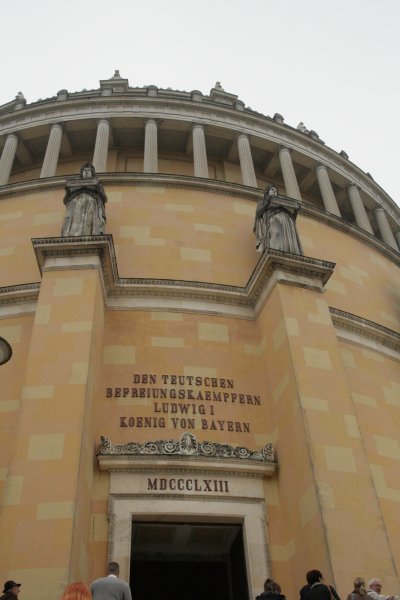 DEN TEUTSCHEN
BEFREIUNGSKAEMPFERN
LUDWIG I
KOENIG VON BAYERN
MDCCCLXIII